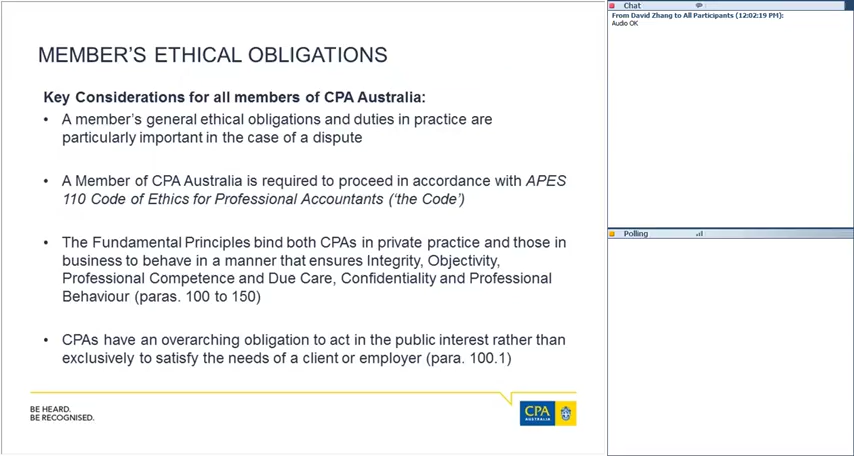 MEMBER'S ETHICAL OBLIGATIONS
Key Considerations for all members of CPA Australia:
• A member's general ethical obligations and duties in practice are
particularly important in the case of a dispute
• A Member of CPA Australia is required to proceed in accordance with APES
110 Code of Ethics for Professional Accountants ('the Code')
• The Fundamental Principles bind both CPAs in private practice and those in
business to behave in a manner that ensures Integrity, Objectivity,
Professional Competence and Due Care, Confidentiality and Professional
Behaviour (paras. 100 to 150)
• CPAs have an overarching obligation to act in the public interest rather than
exclusively to satisfy the needs of a client or employer (para. 100.1)
BE HEARD.
BE RECOGNISED.
CPA
AUSTRALIA
Chat
From David Zhang to All Participants (12:02:19 PM):
Audio OK
Polling